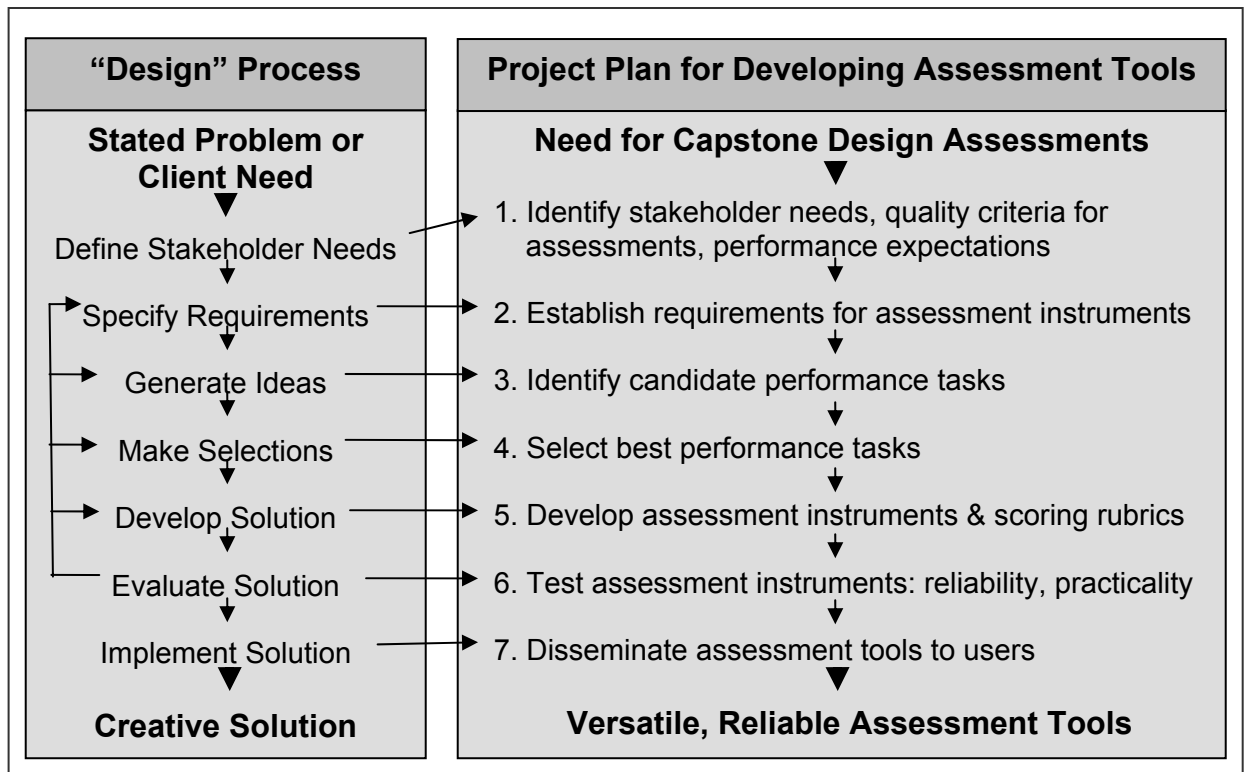 “Design” Process
Stated Problem or
Client Need
Define Stakeholder Needs
Specify Requirements
Generate Ideas
Make Selections
Develop Solution
Evaluate Solution
Implement Solution
Creative Solution
Project Plan for Developing Assessment Tools
Need for Capstone Design Assessments
1. Identify stakeholder needs, quality criteria for
assessments, performance expectations
2. Establish requirements for assessment instruments
3. Identify candidate performance tasks
4. Select best performance tasks
5. Develop assessment instruments & scoring rubrics
6. Test assessment instruments: reliability, practicality
7. Disseminate assessment tools to users
Versatile, Reliable Assessment Tools